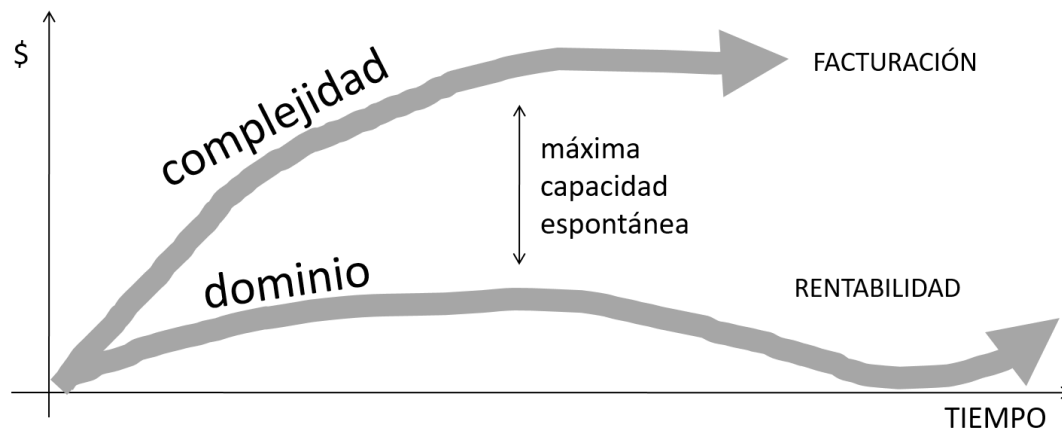 $
complejidad
FACTURACIÓN
máxima
capacidad
espontánea
dominio
RENTABILIDAD
TIEMPO